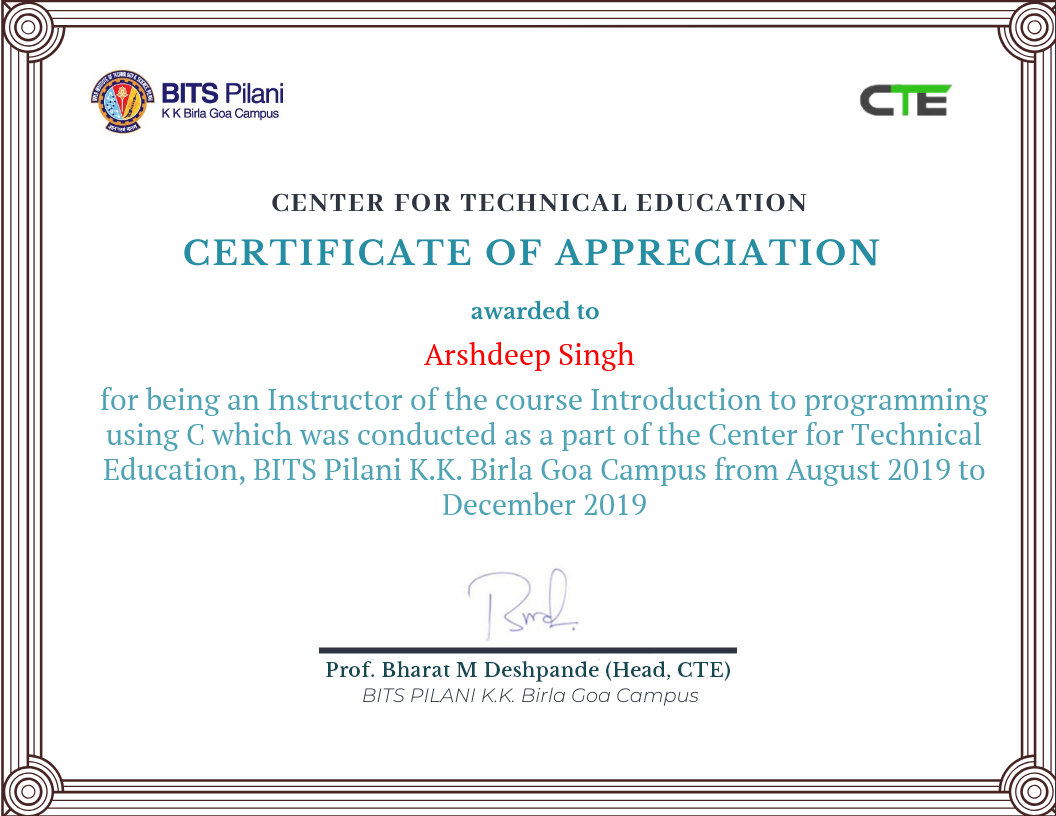 BITS Pilani
K K Birla Goa Campus
CTE
CENTER FOR TECHNICAL EDUCATION
CERTIFICATE OF APPRECIATION
awarded to
Arshdeep Singh
for being an Instructor of the course Introduction to programming
using C which was conducted as a part of the Center for Technical
Education, BITS Pilani K.K. Birla Goa Campus from August 2019 to
December 2019
Prof. Bharat M Deshpande (Head, CTE)
BITS PILANI K.K. Birla Goa Campus